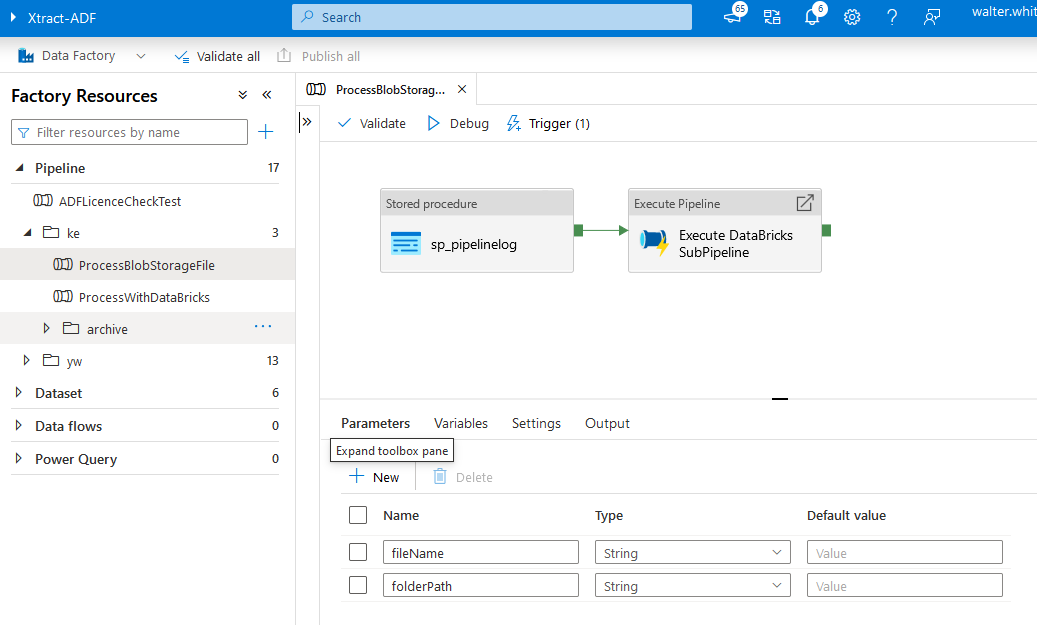 Xtract-ADF
Search
65
6
walter.whit
Data Factory
Validate all
Publish all
Factory Resources
Filter resources by name
Pipeline 17
ADFLicenceCheckTest
ke 3
ProcessBlobStorageFile
ProcessWithDataBricks
archive ...
yw 13
Dataset 6
Data flows 0
Power Query 0
ProcessBlobStorag...
Validate Debug Trigger (1)
Stored procedure
sp_pipelinelog
Execute Pipeline
Execute DataBricks
SubPipeline
Parameters Variables Settings Output
Expand toolbox pane
New Delete
Name Type Default value
fileName String Value
folderPath String Value